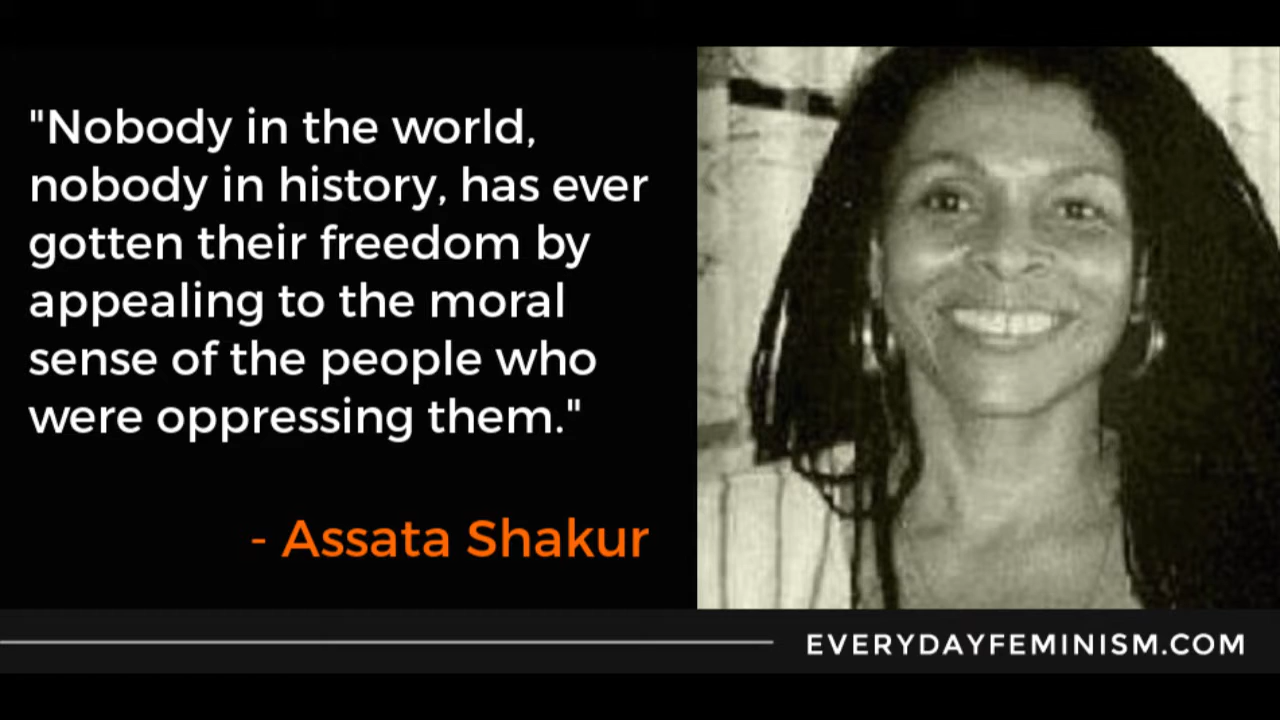 "Nobody in the world,
nobody in history, has ever
gotten their freedom by
appealing to the moral
sense of the people who
were oppressing them."
- Assata Shakur
EVERYDAYFEMINISM.COM